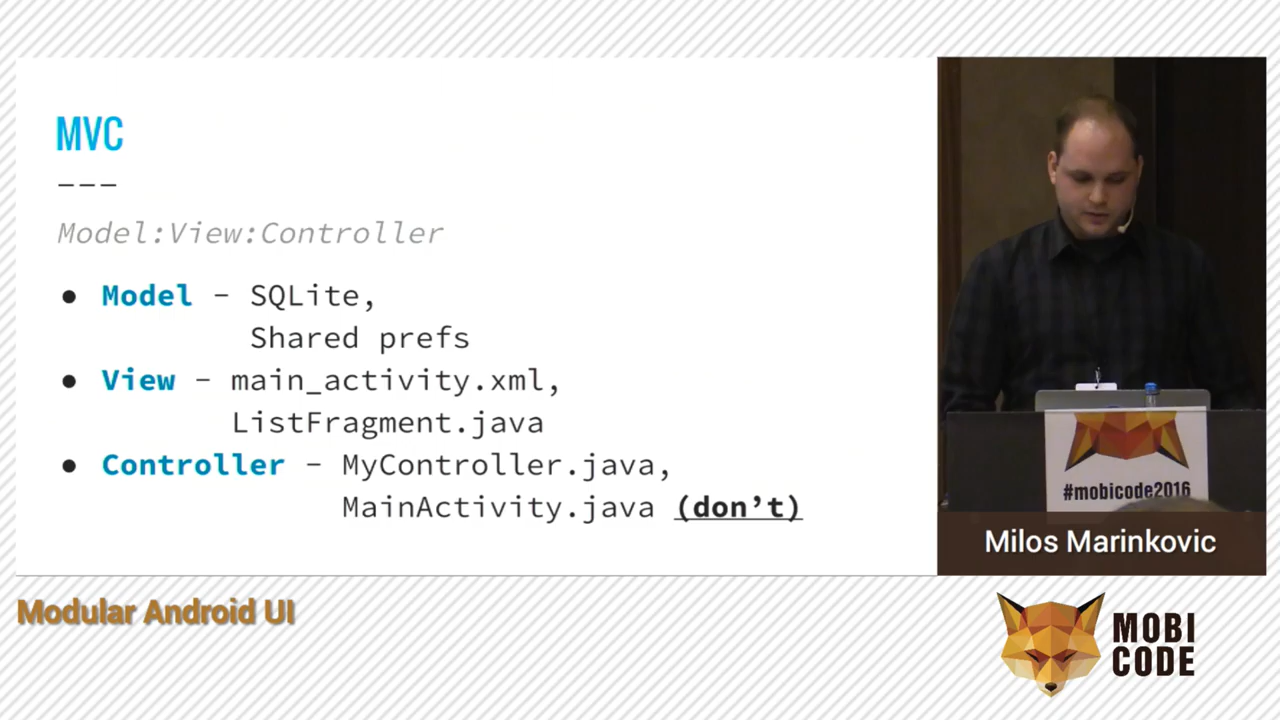 MVC
---
Model:View:Controller
● Model - SQLite,
Shared prefs
● View - main_activity.xml,
ListFragment.java
● Controller - MyController.java,
MainActivity.java (don’t)
#mobicode2016
Milos Marinkovic
Modular Android UI
MOBI
CODE